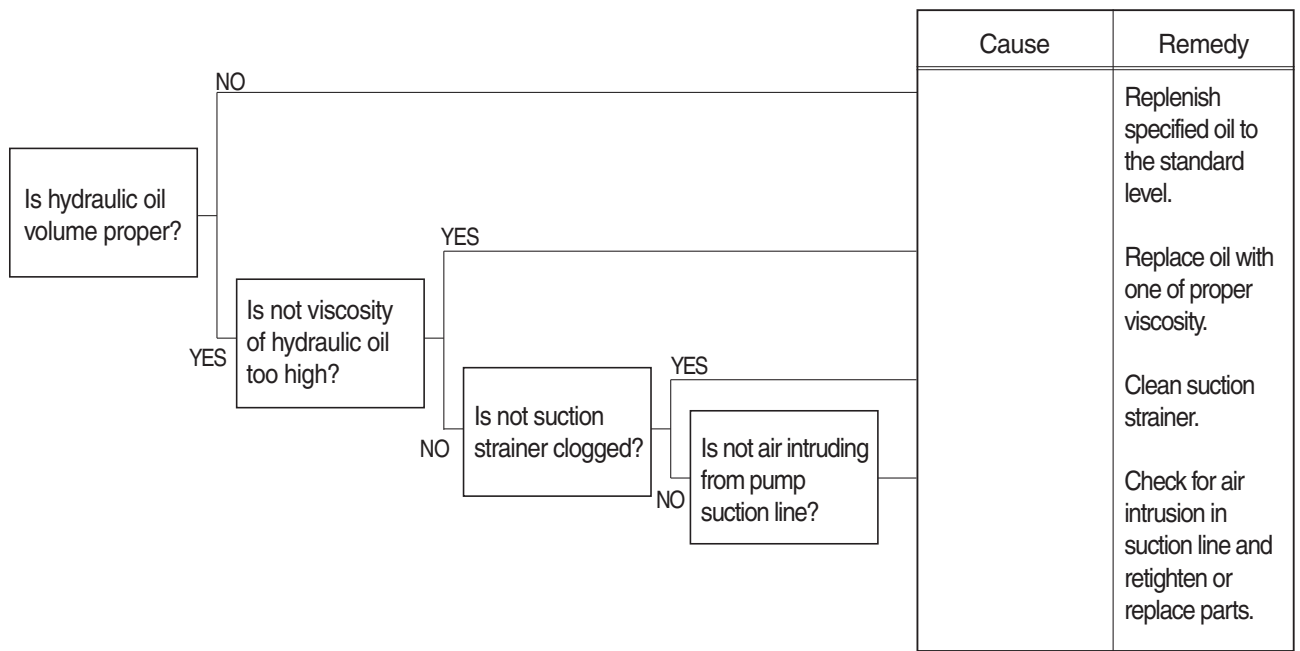 Cause
Remedy
NO
Replenish
specified oil to
the standard
level.
Is hydraulic oil
volume proper?
YES
Replace oil with
one of proper
viscosity.
YES
Is not viscosity
of hydraulic oil
too high?
YES
Clean suction
strainer.
NO
Is not suction
strainer clogged?
NO
Is not air intruding
from pump
suction line?
Check for air
intrusion in
suction line and
retighten or
replace parts.